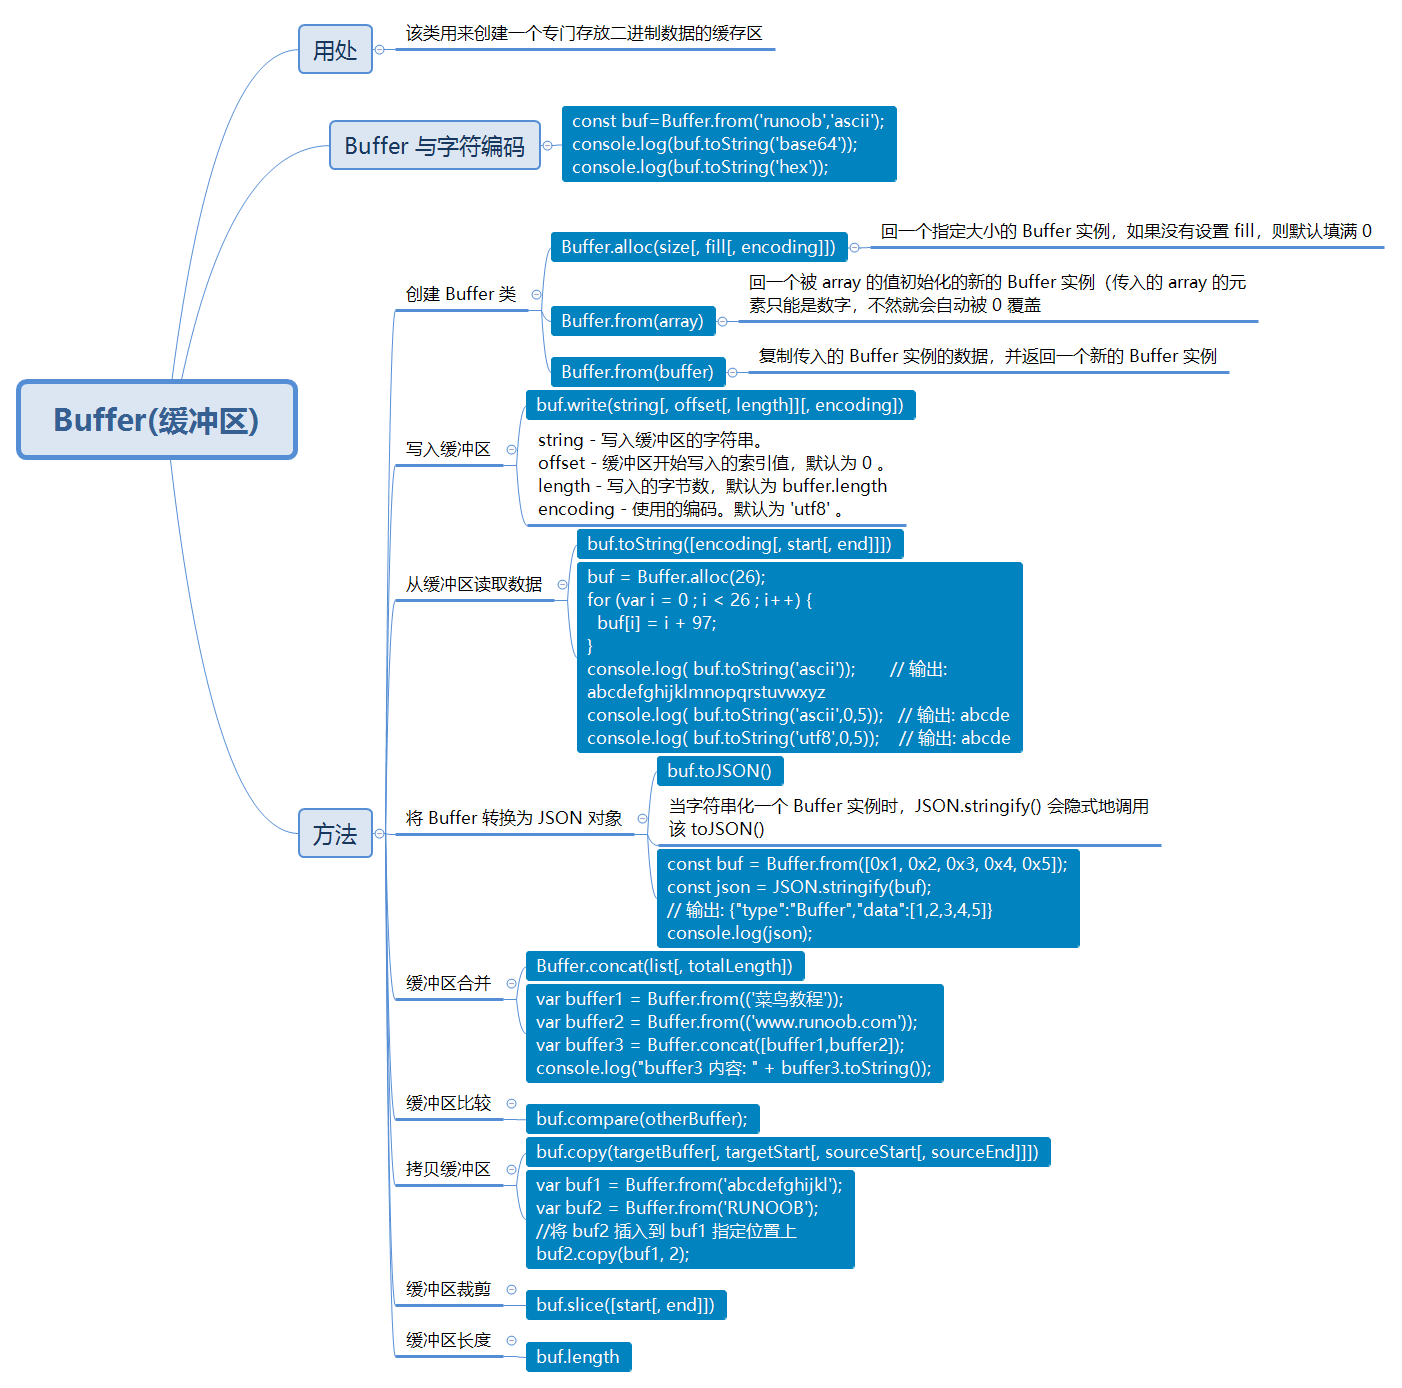 用处
该类用来创建一个专门存放二进制数据的缓存区
Buffer 与字符编码
const buf=Buffer.from('runoob','ascii');
console.log(buf.toString('base64'));
console.log(buf.toString('hex'));
Buffer(缓冲区)
方法
创建 Buffer 类
Buffer.alloc(size[, fill[, encoding]])
回一个指定大小的 Buffer 实例，如果没有设置 fill，则默认填满 0
Buffer.from(array)
回一个被 array 的值初始化的新的 Buffer 实例（传入的 array 的元
素只能是数字，不然就会自动被 0 覆盖
Buffer.from(buffer)
复制传入的 Buffer 实例的数据，并返回一个新的 Buffer 实例
写入缓冲区
buf.write(string[, offset[, length]][, encoding])
string - 写入缓冲区的字符串。
offset - 缓冲区开始写入的索引值，默认为 0 。
length - 写入的字节数，默认为 buffer.length
encoding - 使用的编码。默认为 'utf8' 。
从缓冲区读取数据
buf.toString([encoding[, start[, end]]])
buf = Buffer.alloc(26);
for (var i = 0 ; i < 26 ; i++) {
buf[i] = i + 97;
}
console.log( buf.toString('ascii')); // 输出:
abcdefghijklmnopqrstuvwxyz
console.log( buf.toString('ascii',0,5)); // 输出: abcde
console.log( buf.toString('utf8',0,5)); // 输出: abcde
将 Buffer 转换为 JSON 对象
buf.toJSON()
当字符串化一个 Buffer 实例时，JSON.stringify() 会隐式地调用
该 toJSON()
const buf = Buffer.from([0x1, 0x2, 0x3, 0x4, 0x5]);
const json = JSON.stringify(buf);
// 输出: {"type":"Buffer","data":[1,2,3,4,5]}
console.log(json);
缓冲区合并
Buffer.concat(list[, totalLength])
var buffer1 = Buffer.from(('菜鸟教程'));
var buffer2 = Buffer.from(('www.runoob.com'));
var buffer3 = Buffer.concat([buffer1,buffer2]);
console.log("buffer3 内容: " + buffer3.toString());
缓冲区比较
buf.compare(otherBuffer);
拷贝缓冲区
buf.copy(targetBuffer[, targetStart[, sourceStart[, sourceEnd]]])
var buf1 = Buffer.from('abcdefghijkl');
var buf2 = Buffer.from('RUNOOB');
//将 buf2 插入到 buf1 指定位置上
buf2.copy(buf1, 2);
缓冲区裁剪
buf.slice([start[, end]])
缓冲区长度
buf.length